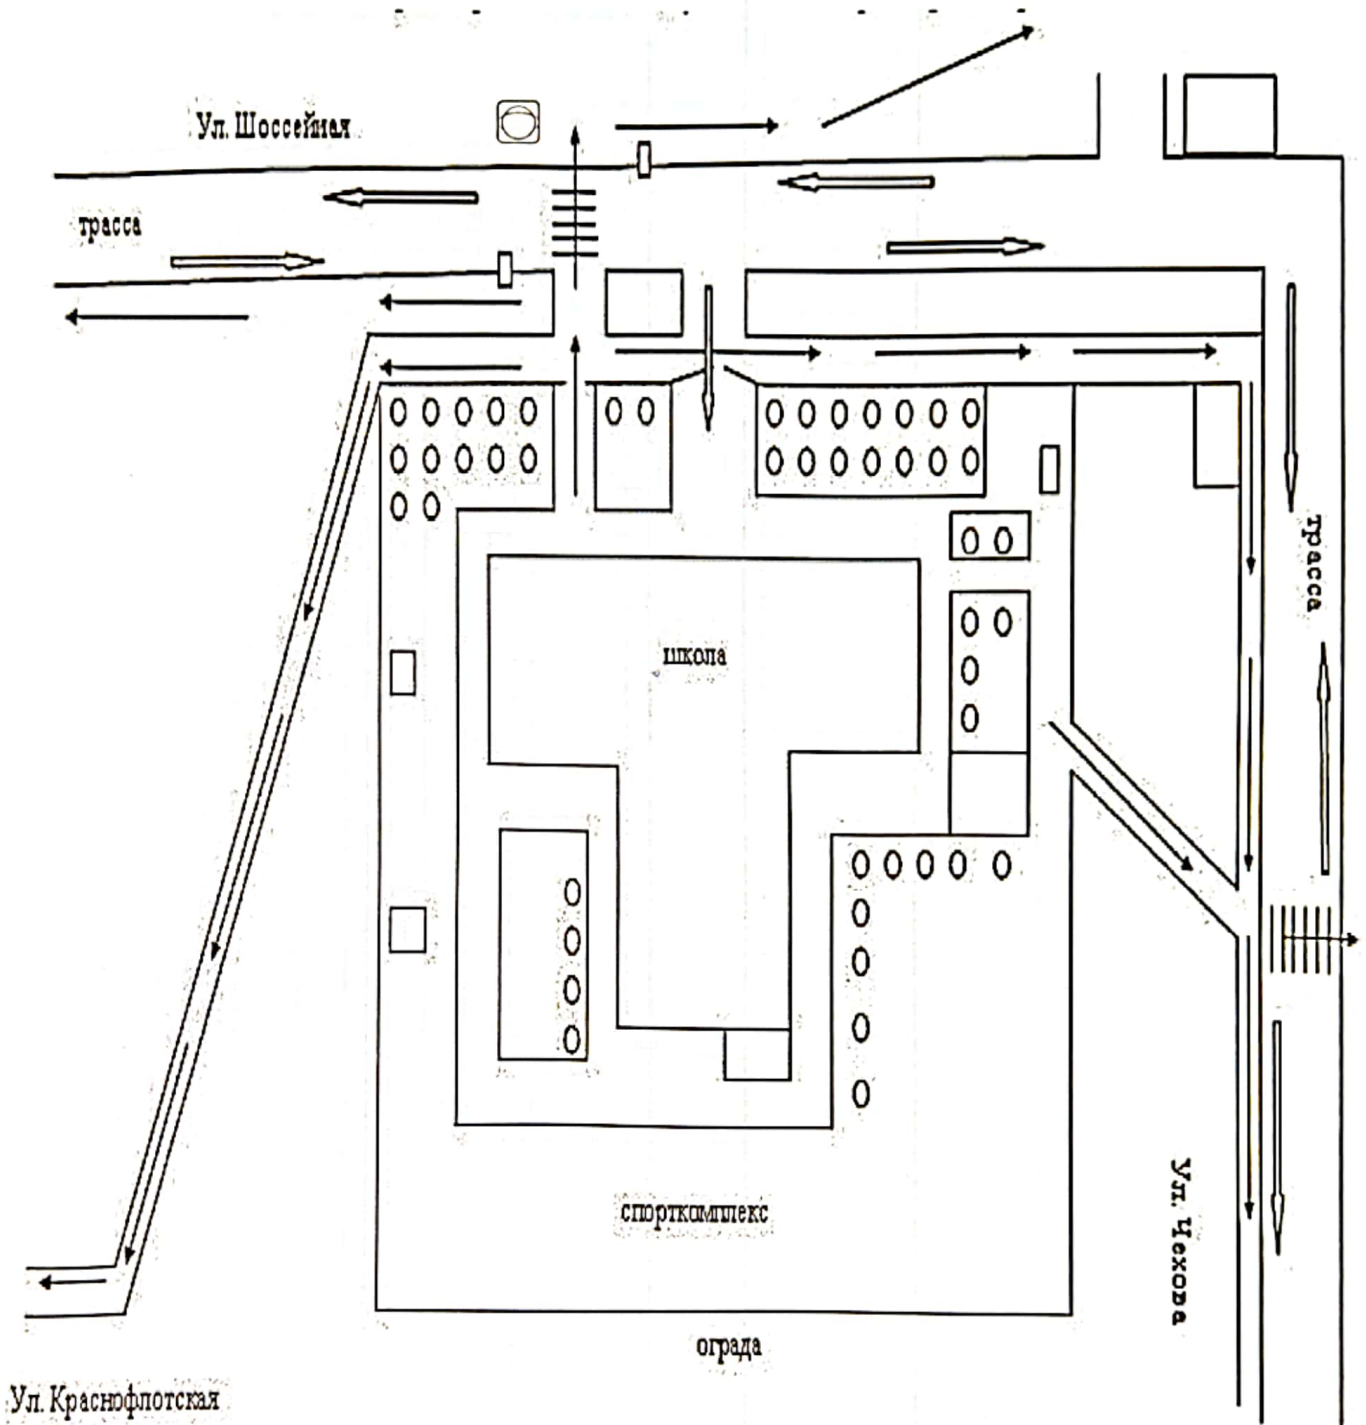 Ул. Шоссейная
трасса
трасса
школа
спорткомплекс
Ул. Чехова
ограда
Ул. Краснофлотская